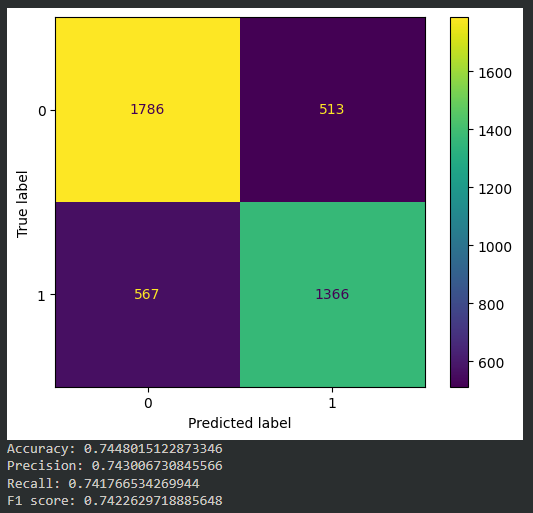 1600
1400
1200
1000
800
600
True label
0
1786
513
1
567
1366
0
1
Predicted label
Accuracy: 0.7448015122873346
Precision: 0.743006730845566
Recall: 0.741766534269944
F1 score: 0.7422629718885648